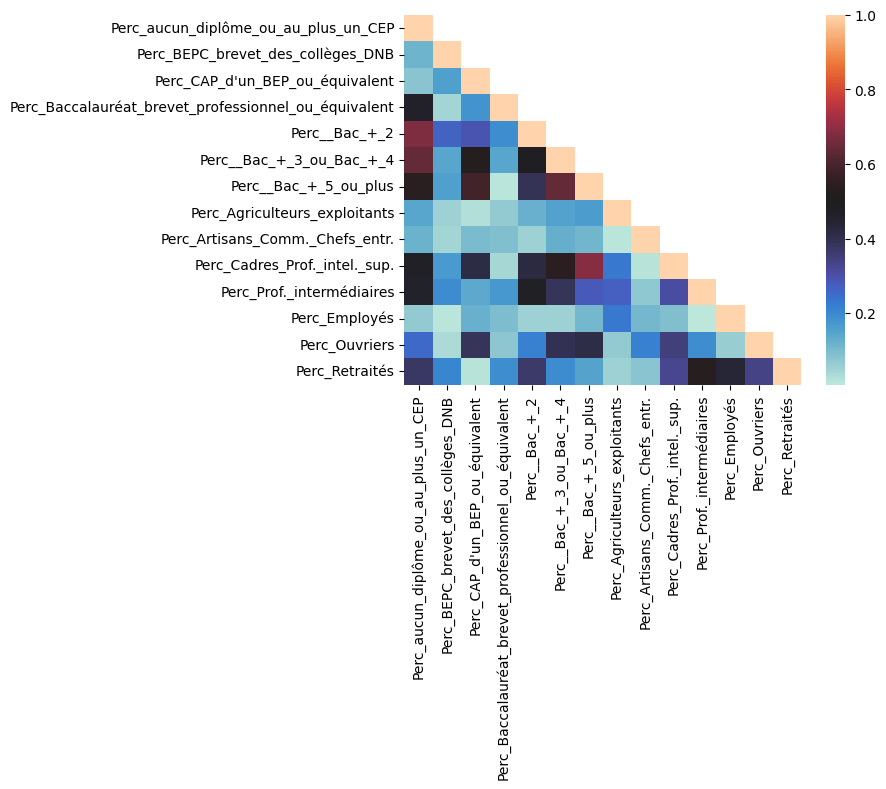 Perc_aucun_diplôme_ou_au_plus_un_CEP
Perc_BEPC_brevet_des_collèges_DNB
Perc_CAP_d'un_BEP_ou_équivalent
Perc_Baccalauréat_brevet_professionnel_ou_équivalent
Perc__Bac_+_2
Perc__Bac_+_3_ou_Bac_+_4
Perc__Bac_+_5_ou_plus
Perc_Agriculteurs_exploitants
Perc_Artisans_Comm._Chefs_entr.
Perc_Cadres_Prof._intel._sup.
Perc_Prof._intermédiaires
Perc_Employés
Perc_Ouvriers
Perc_Retraités
Perc_aucun_diplôme_ou_au_plus_un_CEP
Perc_BEPC_brevet_des_collèges_DNB
Perc_CAP_d'un_BEP_ou_équivalent
Perc_Baccalauréat_brevet_professionnel_ou_équivalent
Perc__Bac_+_2
Perc__Bac_+_3_ou_Bac_+_4
Perc__Bac_+_5_ou_plus
Perc_Agriculteurs_exploitants
Perc_Artisans_Comm._Chefs_entr.
Perc_Cadres_Prof._intel._sup.
Perc_Prof._intermédiaires
Perc_Employés
Perc_Ouvriers
Perc_Retraités
1.0
0.8
0.6
0.4
0.2